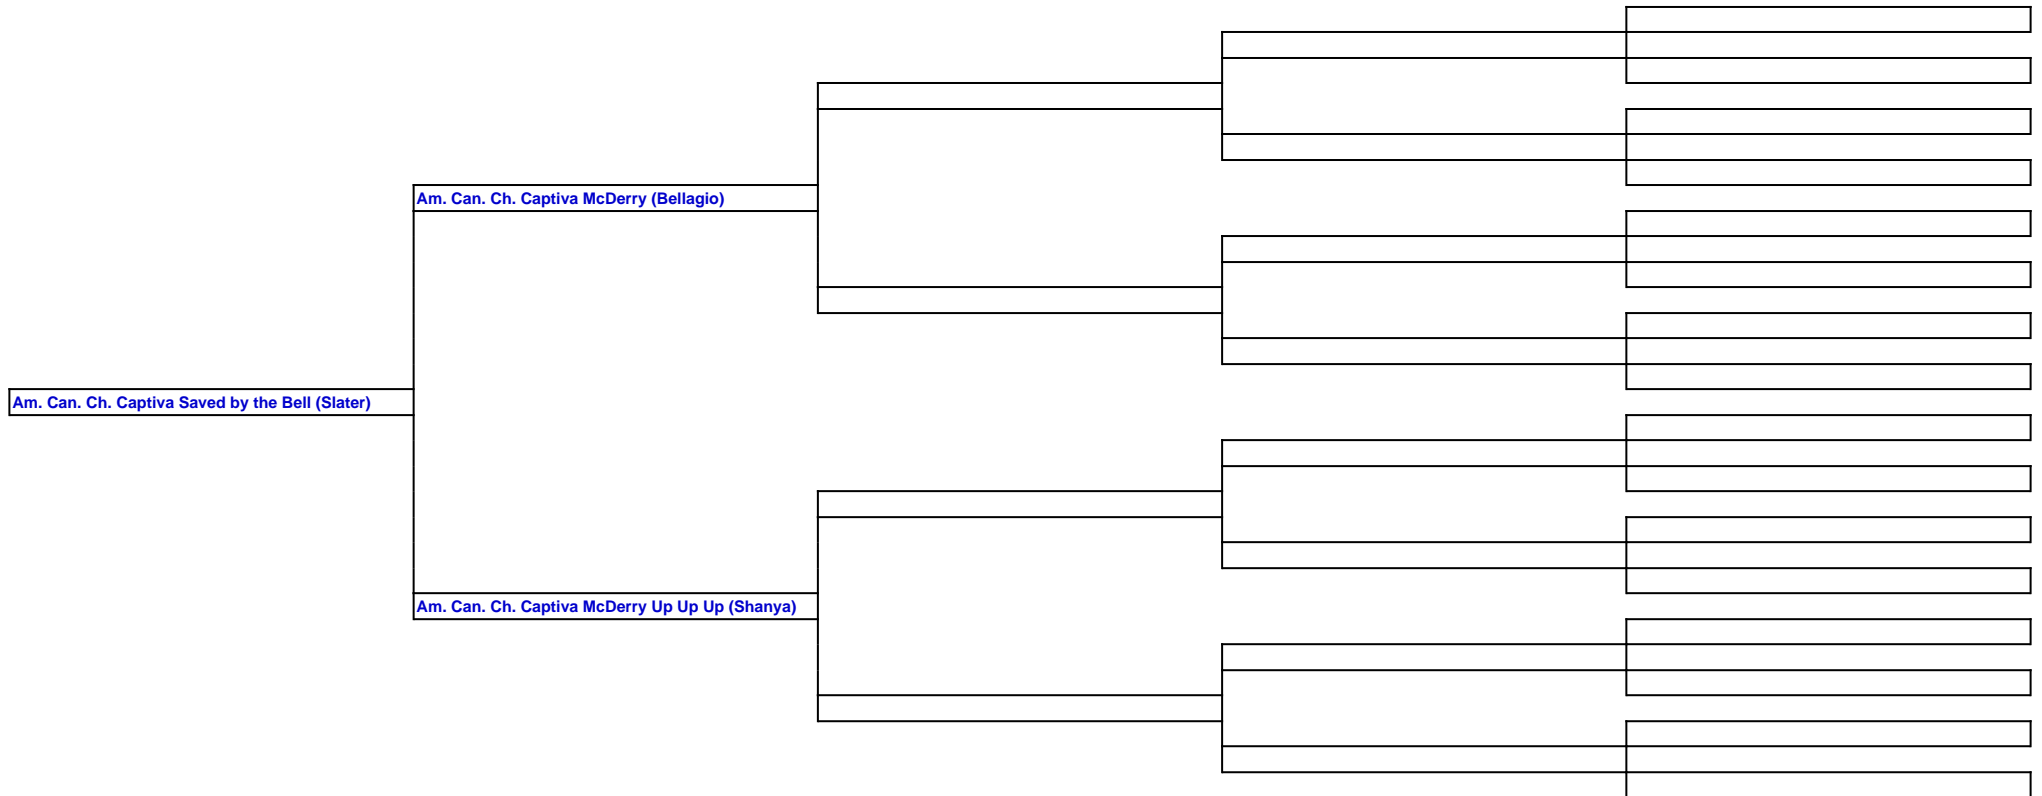 Am. Can. Ch. Captiva McDerry (Bellagio)
Am. Can. Ch. Captiva Saved by the Bell (Slater)
Am. Can. Ch. Captiva McDerry Up Up Up (Shanya)